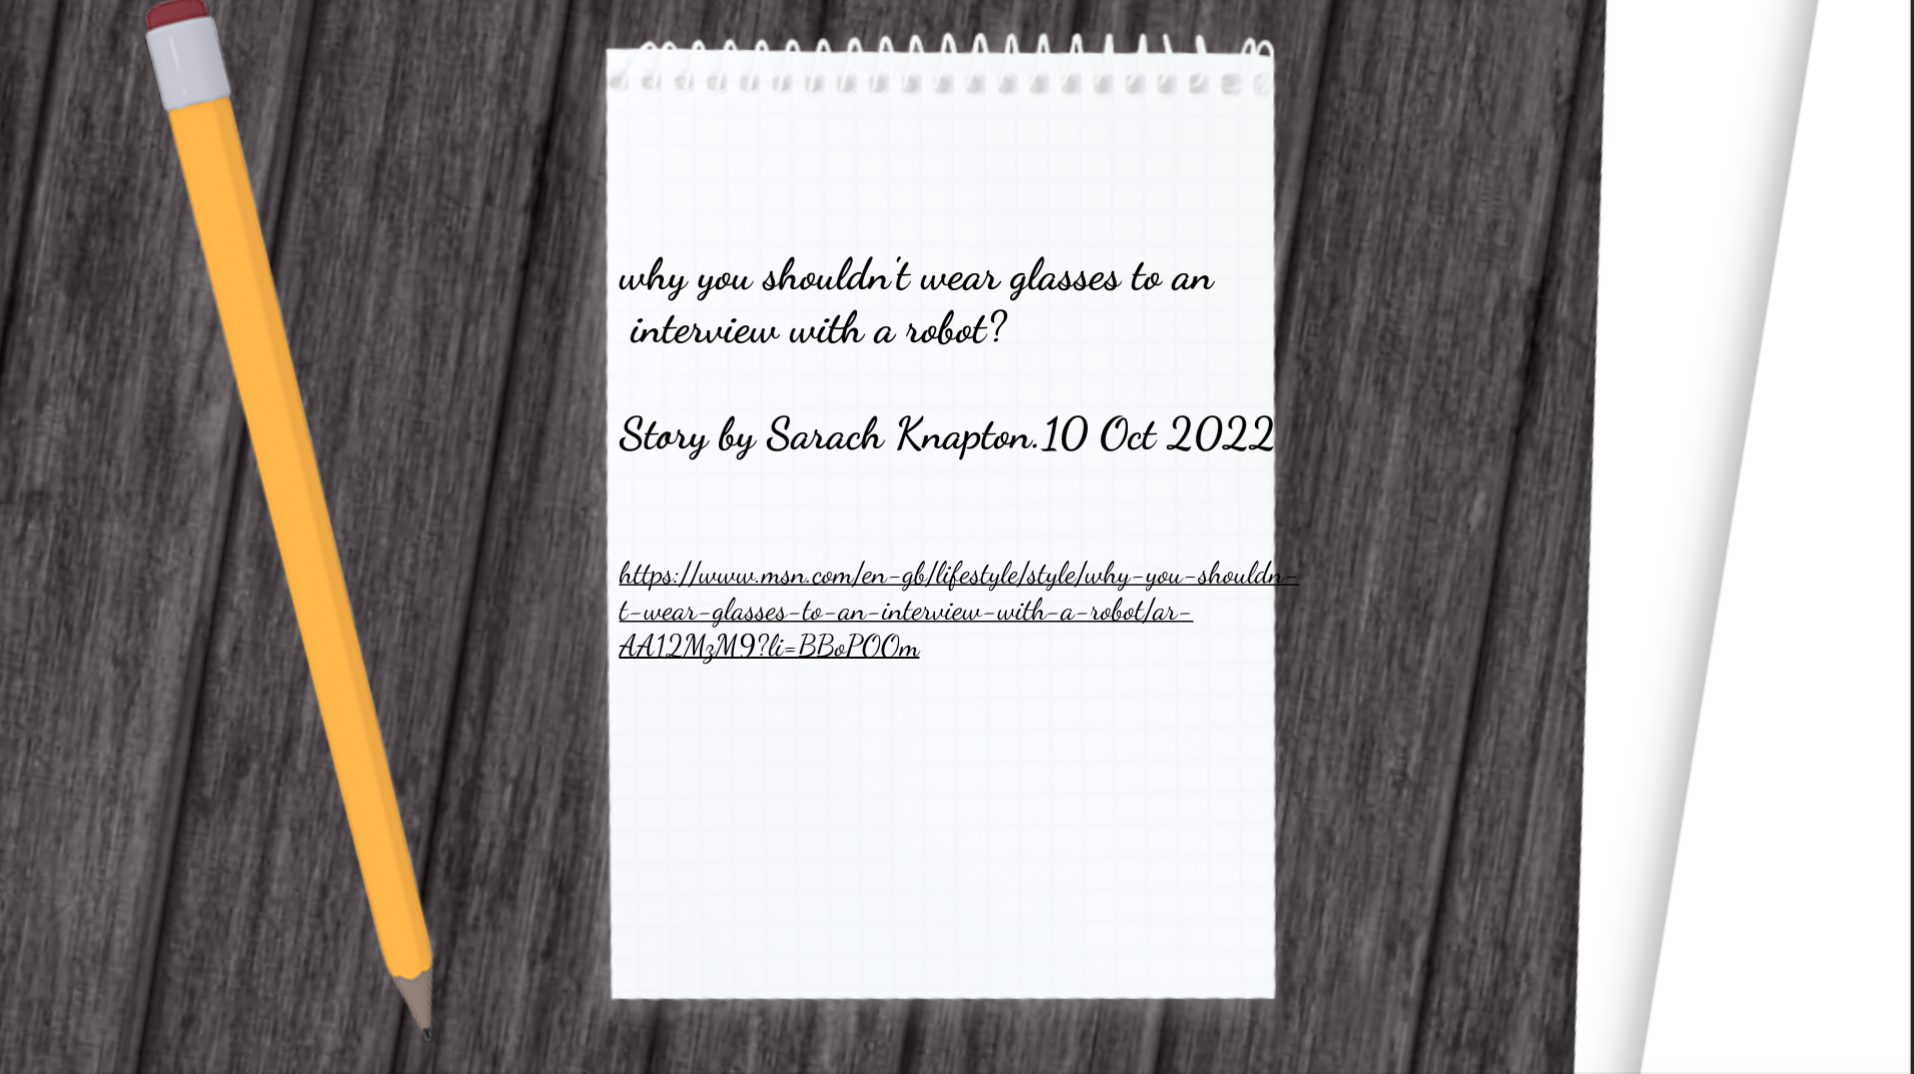 why you shouldn't wear glasses to an
interview with a robot?
Story by Sarach Knapton.10 Oct 2022
https://www.msn.com/en-gb/lifestyle/style/why-you-shouldn-
t-wear-glasses-to-an-interview-with-a-robot/ar-
AA12MzM9?li=BBoPOOm